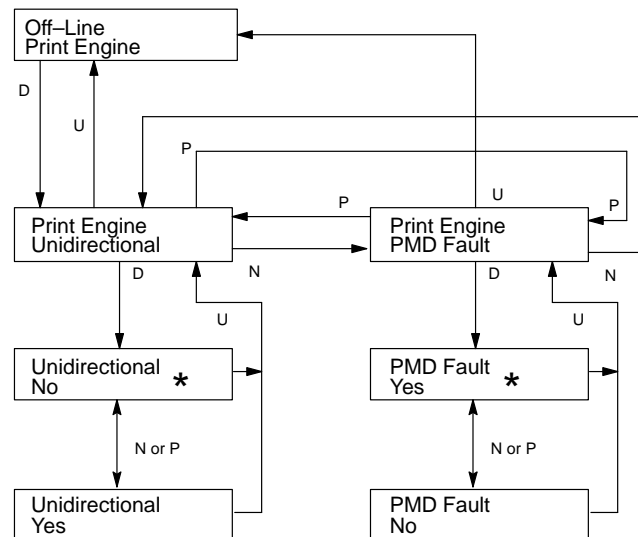 Off–Line
Print Engine
D
U
P
U
P
P
Print Engine
Unidirectional
Print Engine
PMD Fault
D
N
D
N
U
U
Unidirectional
No *
PMD Fault
Yes *
N or P
N or P
Unidirectional
Yes
PMD Fault
No